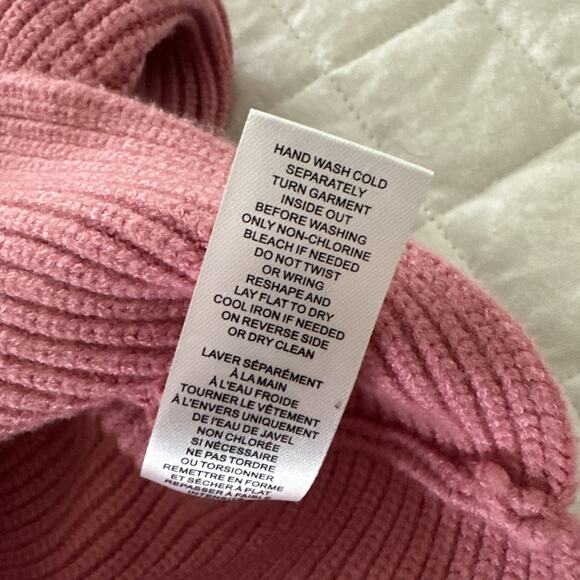 HAND WASH COLD
SEPARATELY
TURN GARMENT
INSIDE OUT
BEFORE WASHING
ONLY NON-CHLORINE
BLEACH IF NEEDED
DO NOT TWIST
OR WRING
RESHAPE AND
LAY FLAT TO DRY
COOL IRON IF NEEDED
ON REVERSE SIDE
OR DRY CLEAN
LAVER SÉPARÉMENT
À LA MAIN
À L'EAU FROIDE
TOURNER LE VÊTEMENT
À L'ENVERS UNIQUEMENT
DE l'EAU DE JAVEL
NON CHLORÉE
SI NÉCESSAIRE
NE PAS TORDRE
OU TORSIONNER
REMETTRE EN FORME
ET SÉCHER À PLAT
REPASSER À FAIBLE